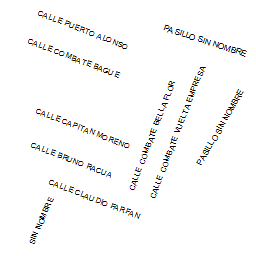 CALLE PUERTO ALONSO
PASILLO SIN NOMBRE
CALLE COMBATE BAGUE
CALLE COMBATE BELLA FLOR
CALLE COMBATE VUELTA EMPRESA
PASILLO SIN NOMBRE
CALLE CAPITAN MORENO
CALLE BRUNO RACUA
CALLE CLAUDIO FARFAN
SIN NOMBRE